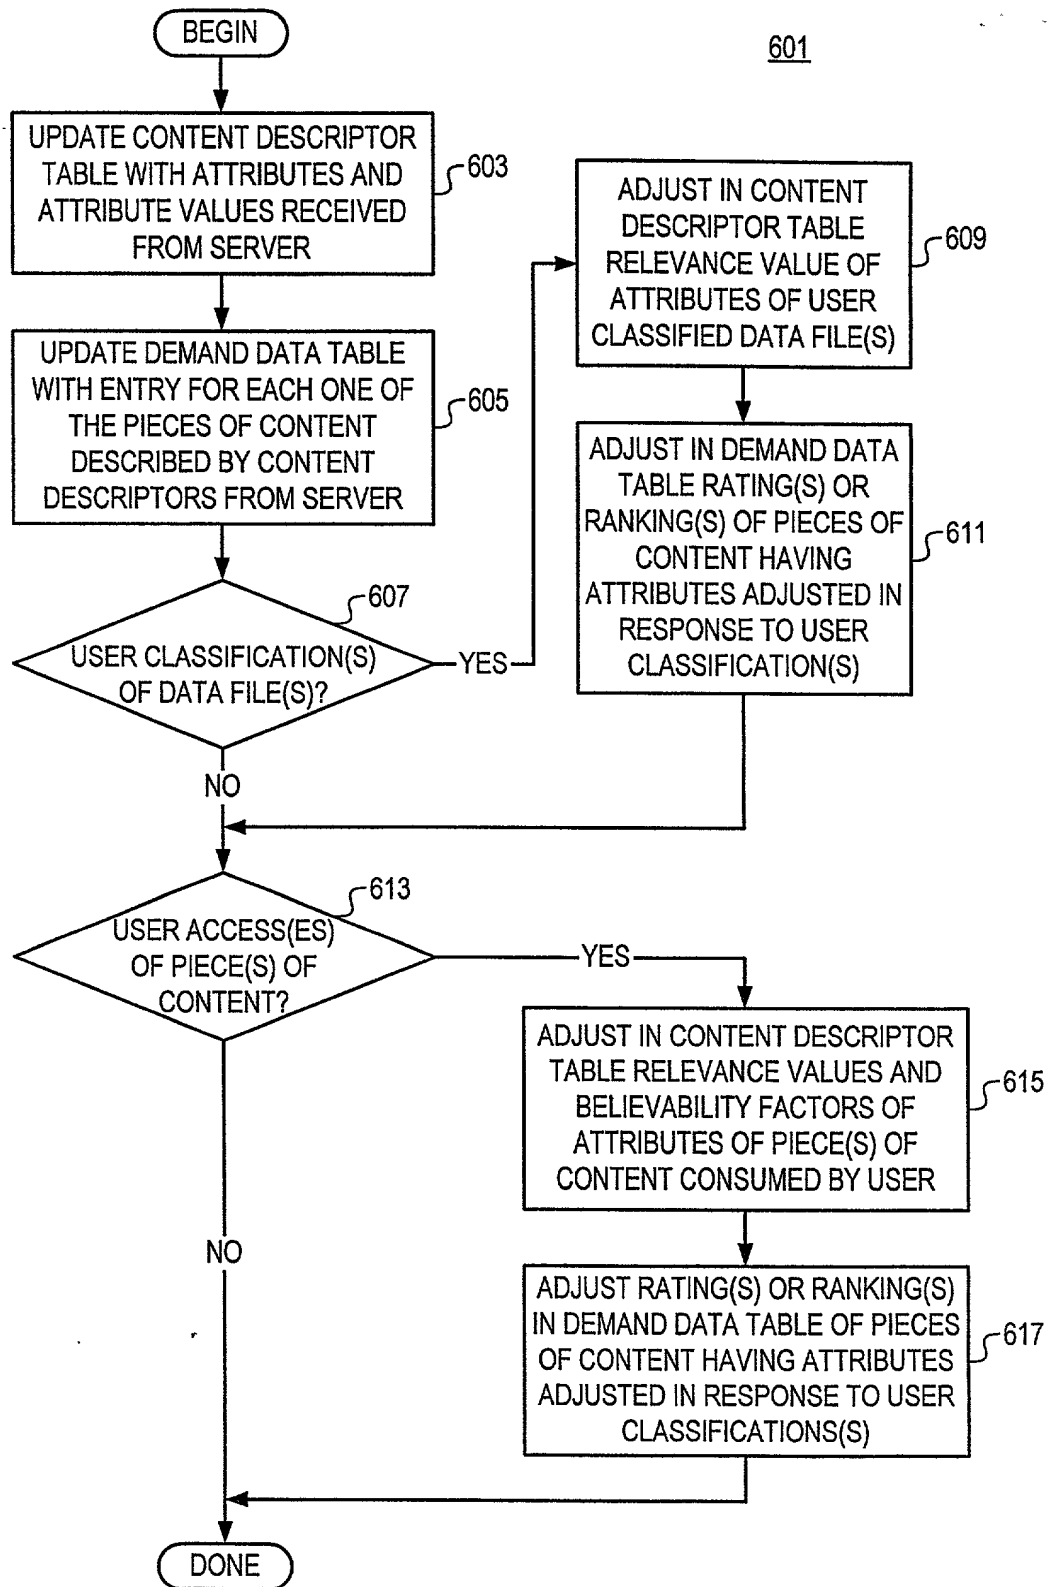 BEGIN
601
UPDATE CONTENT DESCRIPTOR
TABLE WITH ATTRIBUTES AND
ATTRIBUTE VALUES RECEIVED
FROM SERVER
603
UPDATE DEMAND DATA TABLE
WITH ENTRY FOR EACH ONE OF
THE PIECES OF CONTENT
DESCRIBED BY CONTENT
DESCRIPTORS FROM SERVER
605
607
USER CLASSIFICATION(S)
OF DATA FILE(S)?
YES
NO
ADJUST IN CONTENT
DESCRIPTOR TABLE
RELEVANCE VALUE OF
ATTRIBUTES OF USER
CLASSIFIED DATA FILE(S)
609
ADJUST IN DEMAND DATA
TABLE RATING(S) OR
RANKING(S) OF PIECES OF
CONTENT HAVING
ATTRIBUTES ADJUSTED IN
RESPONSE TO USER
CLASSIFICATION(S)
611
613
USER ACCESS(ES)
OF PIECE(S) OF
CONTENT?
YES
NO
ADJUST IN CONTENT DESCRIPTOR
TABLE RELEVANCE VALUES AND
BELIEVABILITY FACTORS OF
ATTRIBUTES OF PIECE(S) OF
CONTENT CONSUMED BY USER
615
ADJUST RATING(S) OR RANKING(S)
IN DEMAND DATA TABLE OF PIECES
OF CONTENT HAVING ATTRIBUTES
ADJUSTED IN RESPONSE TO USER
CLASSIFICATIONS(S)
617
DONE